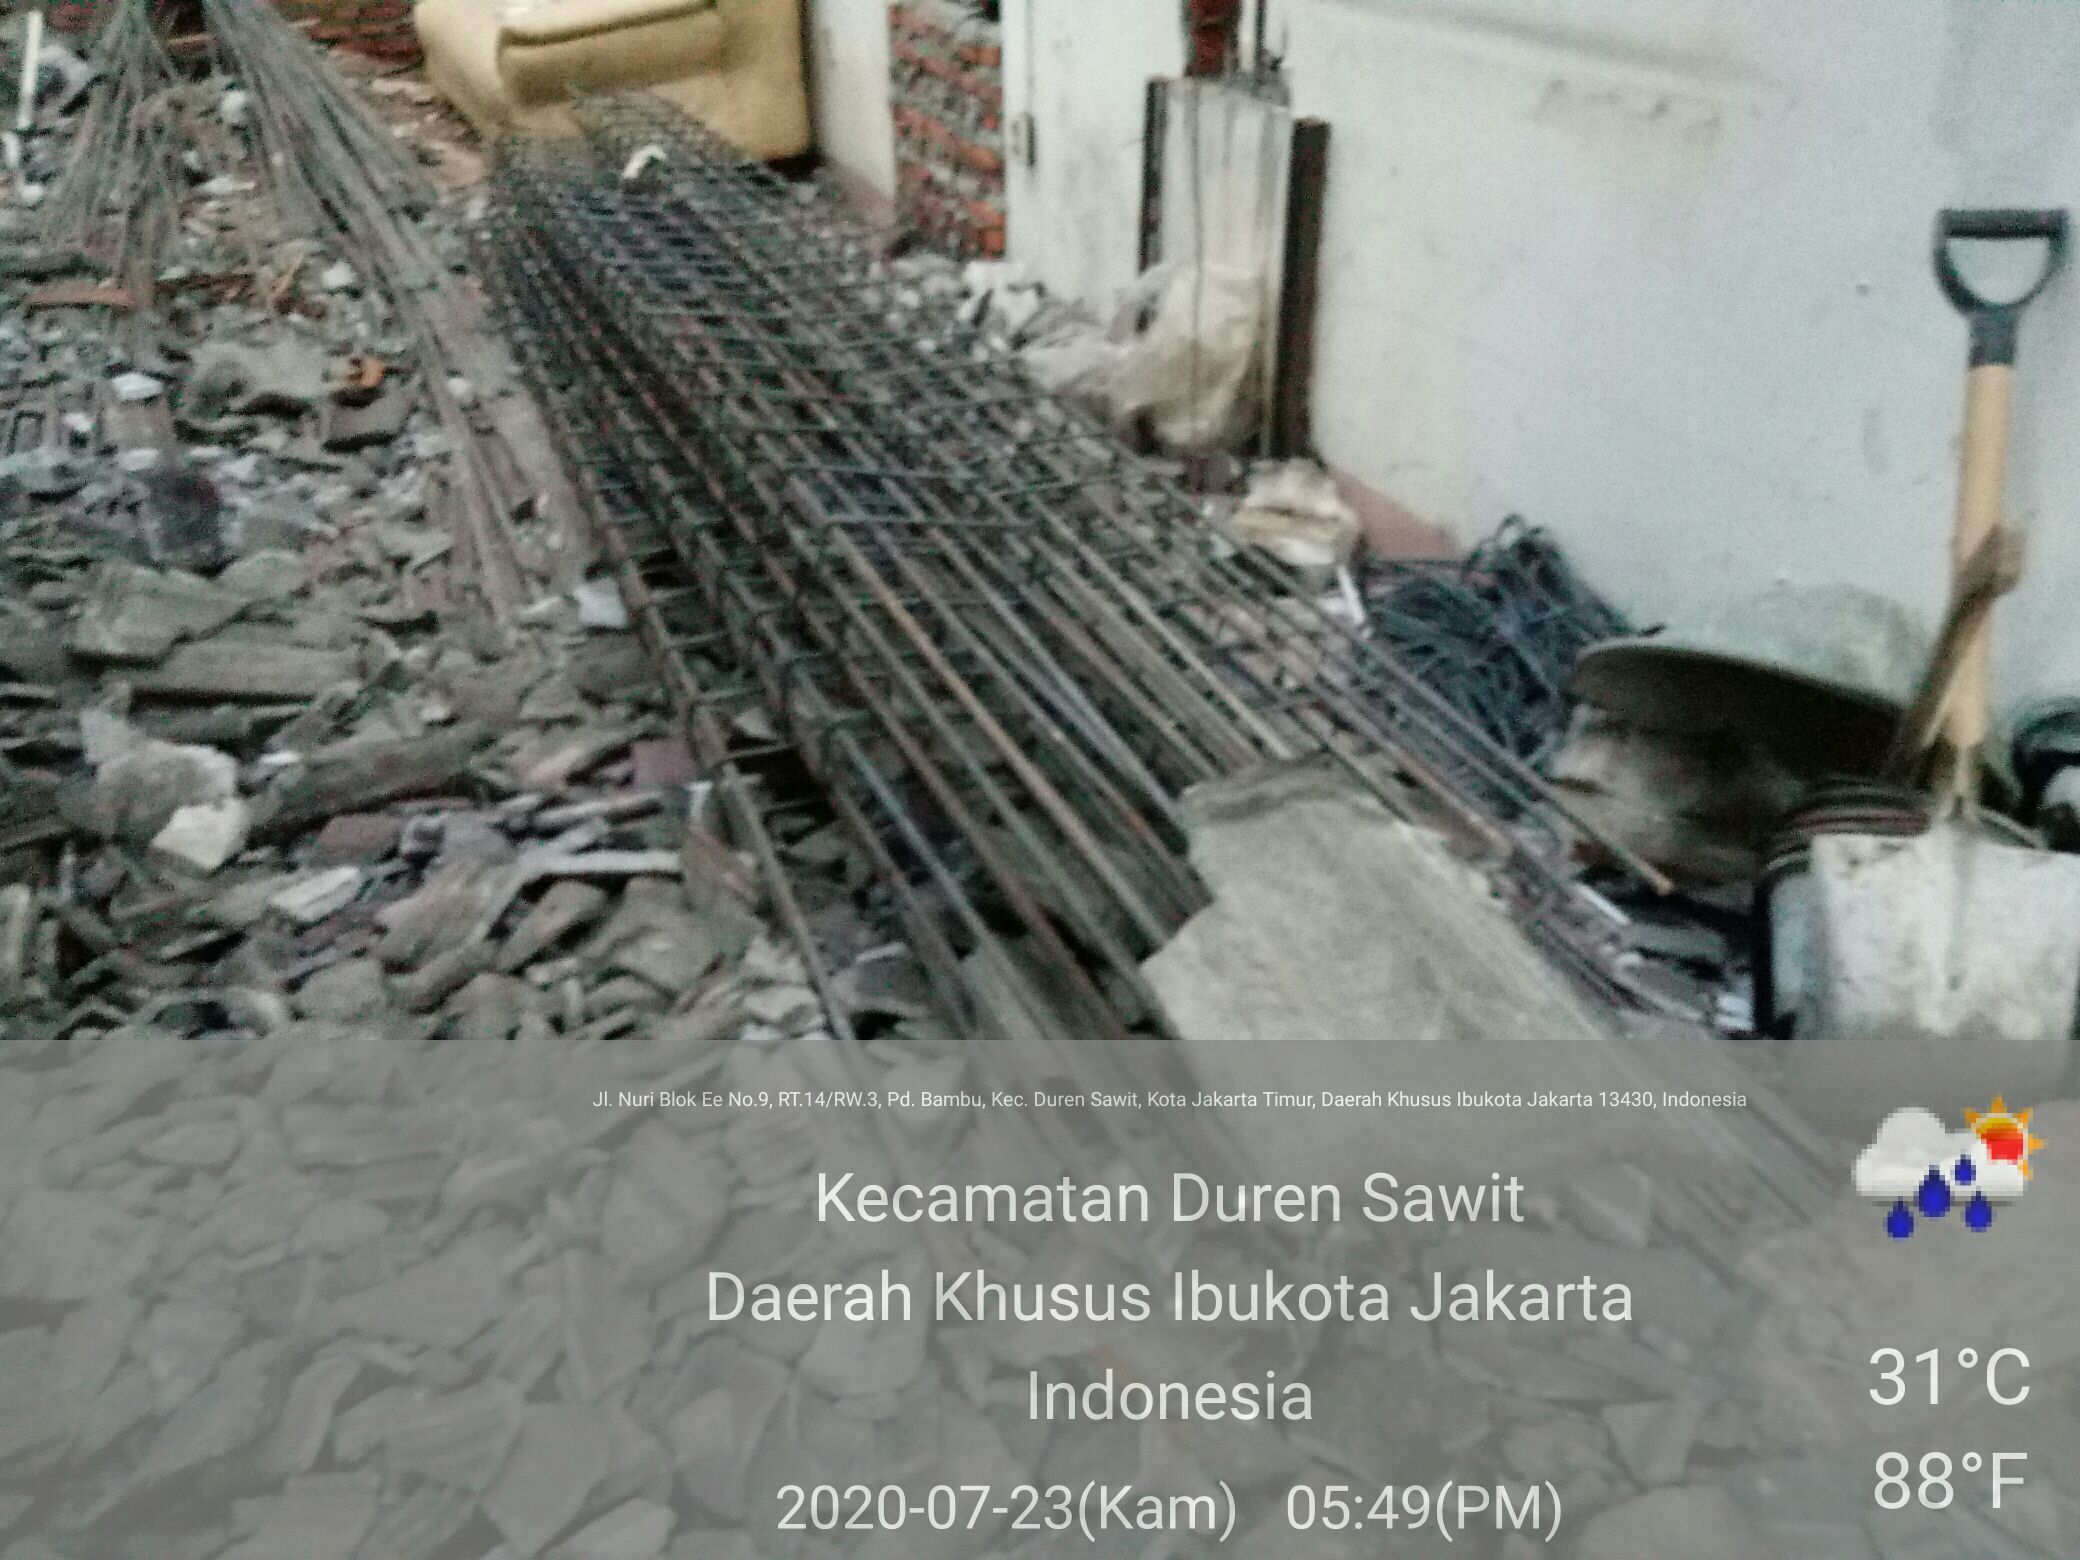 Jl. Nuri Blok Ee No.9, RT.14/RW.3, Pd. Bambu, Kec. Duren Sawit, Kota Jakarta Timur, Daerah Khusus Ibukota Jakarta 13430, Indonesia
Kecamatan Duren Sawit
Daerah Khusus Ibukota Jakarta
Indonesia
2020-07-23(Kam) 05:49(PM)
31°C
88°F